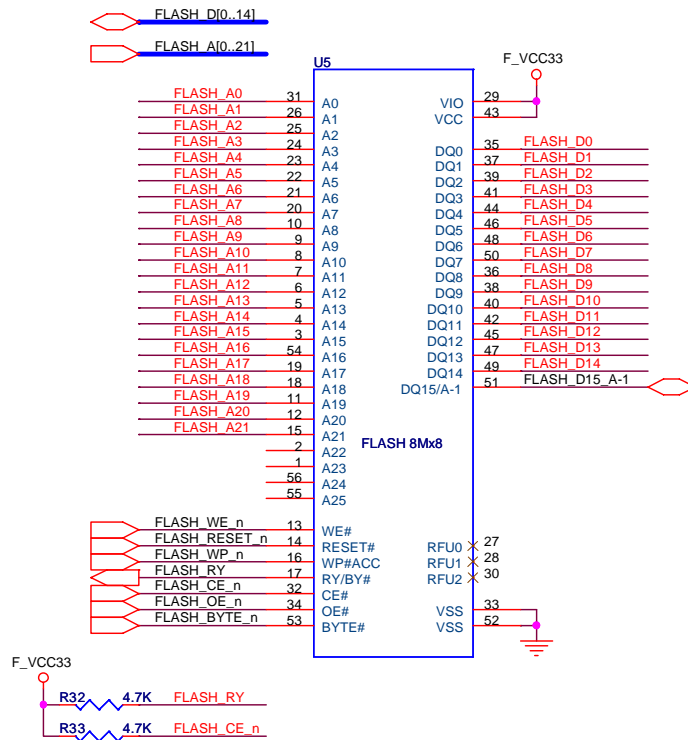 FLASH_D[0..14]
FLASH_A[0..21]
U5
F_VCC33
FLASH_A0 31 A0 VIO 29
FLASH_A1 26 A1 VCC 43
FLASH_A2 25 A2
FLASH_A3 24 A3 DQ0 35 FLASH_D0
FLASH_A4 23 A4 DQ1 37 FLASH_D1
FLASH_A5 22 A5 DQ2 39 FLASH_D2
FLASH_A6 21 A6 DQ3 41 FLASH_D3
FLASH_A7 20 A7 DQ4 44 FLASH_D4
FLASH_A8 10 A8 DQ5 46 FLASH_D5
FLASH_A9 9 A9 DQ6 48 FLASH_D6
FLASH_A10 8 A10 DQ7 50 FLASH_D7
FLASH_A11 7 A11 DQ8 36 FLASH_D8
FLASH_A12 6 A12 DQ9 38 FLASH_D9
FLASH_A13 5 A13 DQ10 40 FLASH_D10
FLASH_A14 4 A14 DQ11 42 FLASH_D11
FLASH_A15 3 A15 DQ12 45 FLASH_D12
FLASH_A16 54 A16 DQ13 47 FLASH_D13
FLASH_A17 19 A17 DQ14 49 FLASH_D14
FLASH_A18 18 A18 DQ15/A-1 51 FLASH_D15_A-1
FLASH_A19 11 A19
FLASH_A20 12 A20
FLASH_A21 15 A21
2 A22
FLASH 8Mx8
1 A23
56 A24
55 A25
FLASH_WE_n 13 WE#
FLASH_RESET_n 14 RESET# RFU0 27
FLASH_WP_n 16 WP#ACC RFU1 28
FLASH_RY 17 RY/BY# RFU2 30
FLASH_CE_n 32 CE#
FLASH_OE_n 34 OE# VSS 33
FLASH_BYTE_n 53 BYTE# VSS 52
F_VCC33
R32 4.7K FLASH_RY
R33 4.7K FLASH_CE_n